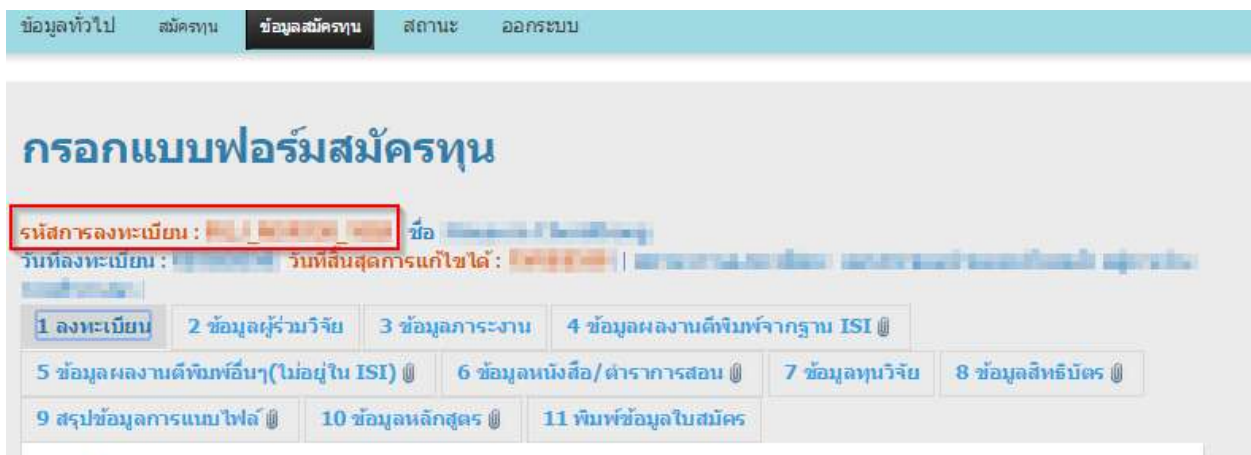 ข้อมูลทั่วไป สมัครทุน ข้อมูลสมัครทุน สถานะ ออกระบบ
กรอกแบบฟอร์มสมัครทุน
รหัสการลงทะเบียน : ชื่อ
วันที่ลงทะเบียน : วันที่สิ้นสุดการแก้ไขได้ :
1 ลงทะเบียน 2 ข้อมูลผู้ร่วมวิจัย 3 ข้อมูลภาระงาน 4 ข้อมูลผลงานตีพิมพ์จากฐาน ISI
5 ข้อมูลผลงานตีพิมพ์อื่นๆ(ไม่อยู่ใน ISI) 6 ข้อมูลหนังสือ/ตำราการสอน 7 ข้อมูลทุนวิจัย 8 ข้อมูลสิทธิบัตร
9 สรุปข้อมูลการแนบไฟล์ 10 ข้อมูลหลักสูตร 11 พิมพ์ข้อมูลใบสมัคร